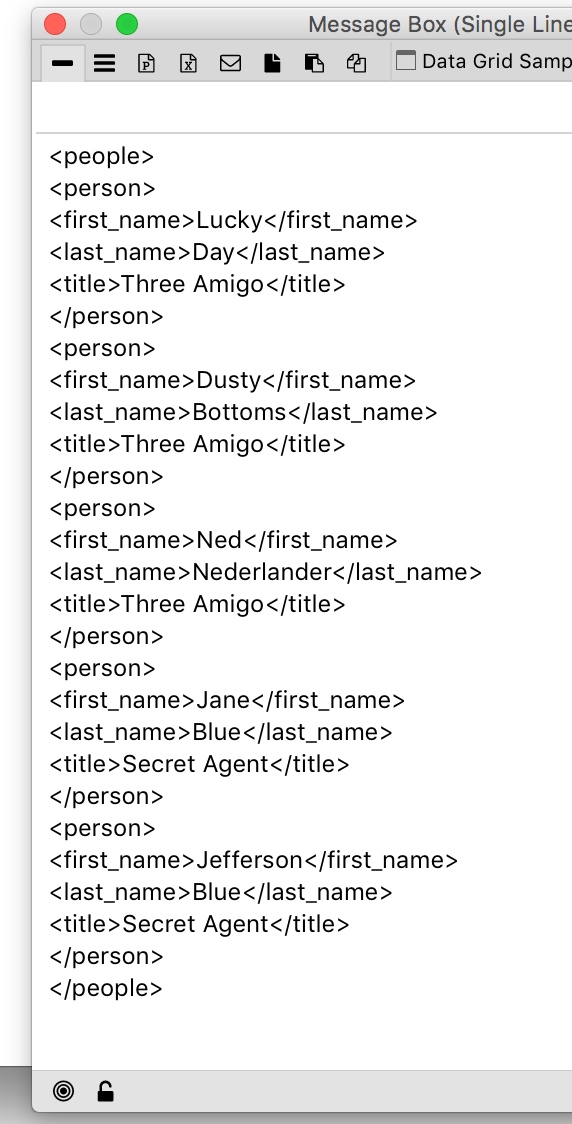 Message Box (Single Line
Data Grid Samp
<people>
<person>
<first_name>Lucky</first_name>
<last_name>Day</last_name>
<title>Three Amigo</title>
</person>
<person>
<first_name>Dusty</first_name>
<last_name>Bottoms</last_name>
<title>Three Amigo</title>
</person>
<person>
<first_name>Ned</first_name>
<last_name>Nederlander</last_name>
<title>Three Amigo</title>
</person>
<person>
<first_name>Jane</first_name>
<last_name>Blue</last_name>
<title>Secret Agent</title>
</person>
<person>
<first_name>Jefferson</first_name>
<last_name>Blue</last_name>
<title>Secret Agent</title>
</person>
</people>